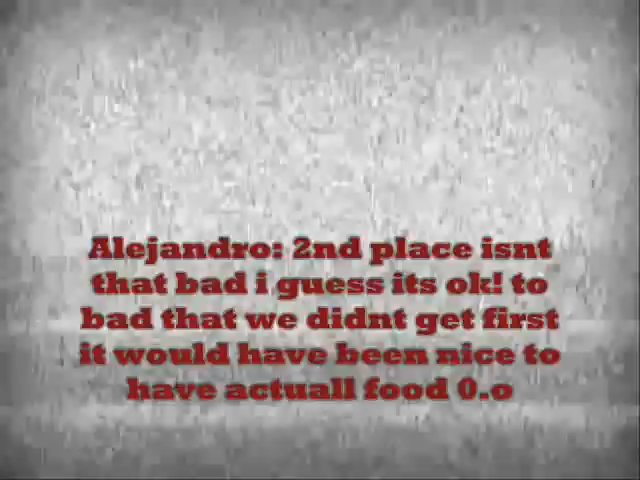 Alejandro: 2nd place isnt
that bad i guess its ok! to
bad that we didnt get first
it would have been nice to
have actuall food 0.o